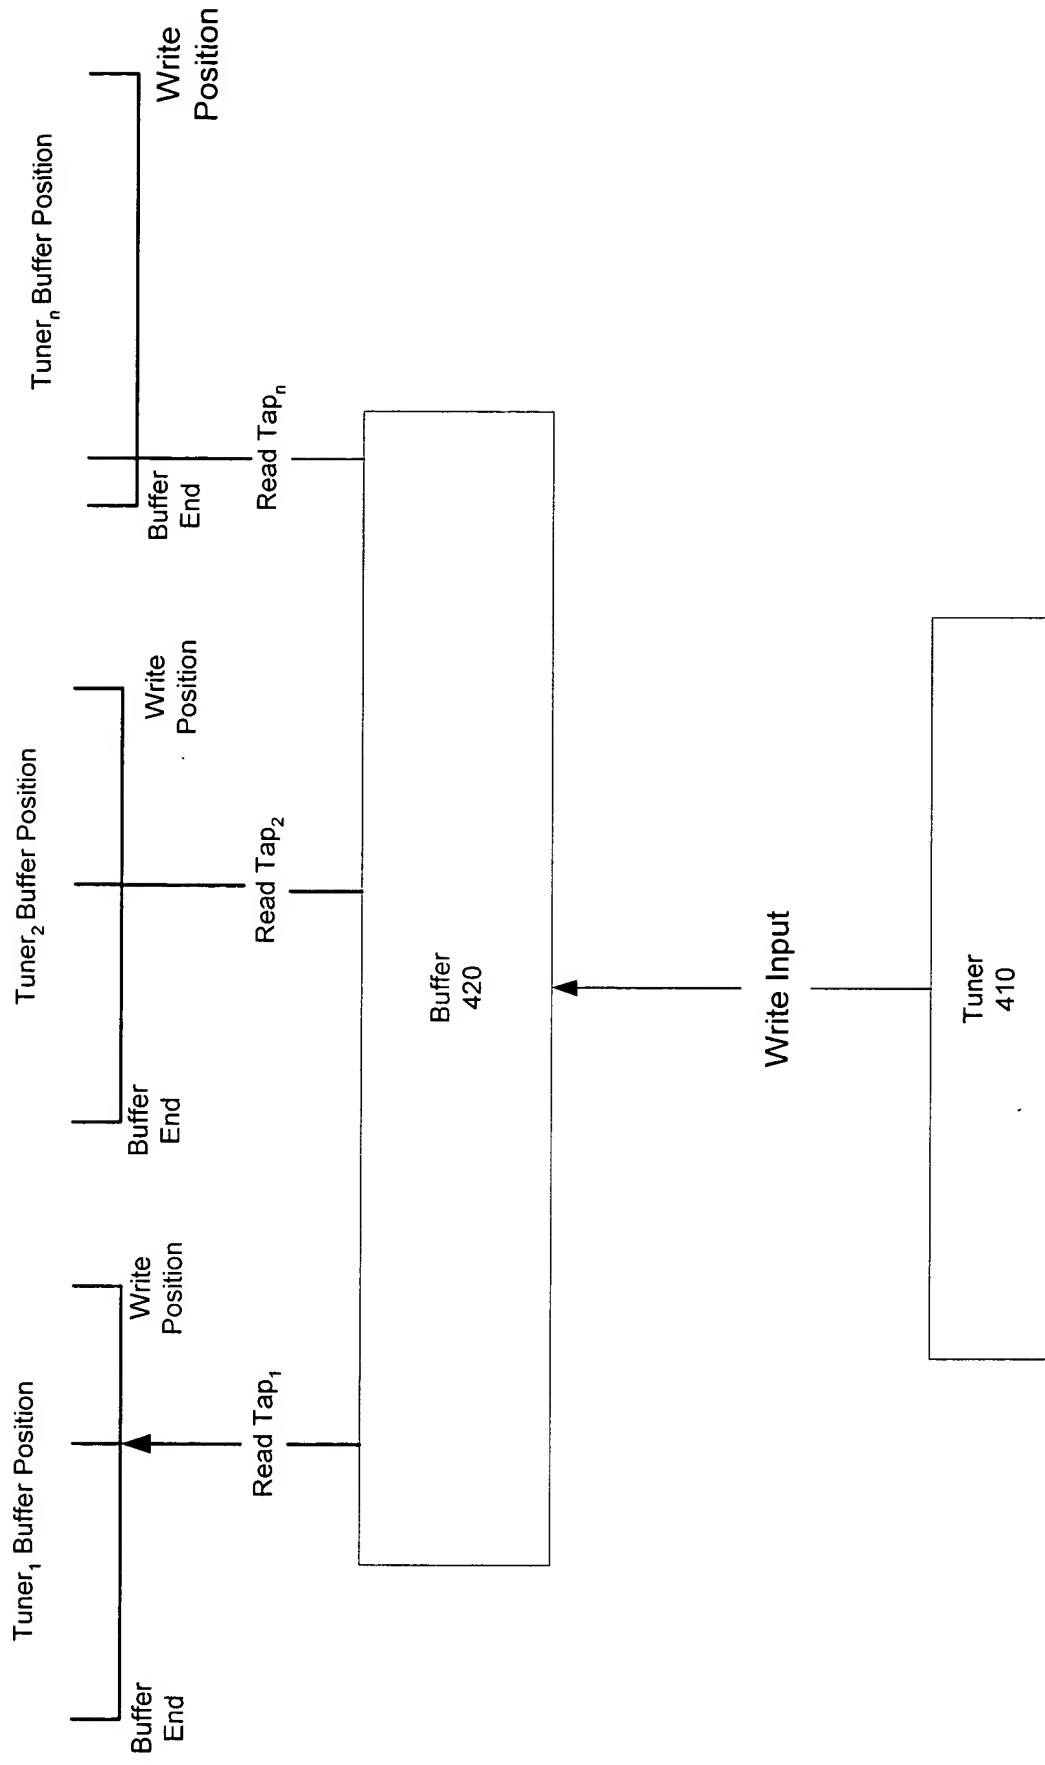 Tuner₁ Buffer Position
Buffer
End
Write
Position
Read Tap₁
Tuner₂ Buffer Position
Buffer
End
Write
Position
Read Tap₂
Tunerₙ Buffer Position
Buffer
End
Write
Position
Read Tapₙ
Buffer
420
Write Input
Tuner
410